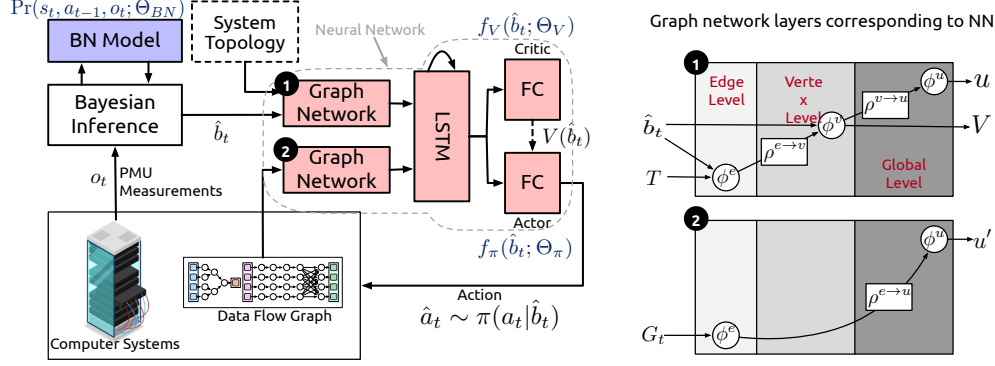 Pr(s_t, a_{t−1}, o_t; Θ_{BN})
BN Model
System
Topology
Neural Network
f_V(b̂_t; Θ_V)
Critic
Bayesian
Inference
b̂_t
1
Graph
Network
2
Graph
Network
LSTM
FC
V(b̂_t)
FC
Actor
f_π(b̂_t; Θ_π)
o_t
PMU
Measurements
Computer Systems
Data Flow Graph
Action
â_t ∼ π(a_t|b̂_t)
Graph network layers corresponding to NN
1
Edge
Level
Verte
x
Level
Global
Level
b̂_t
T
ϕ^e
ρ^{e→v}
ϕ^v
ρ^{v→u}
ϕ^u
u
V
2
G_t
ϕ^e
ρ^{e→u}
ϕ^u
u′